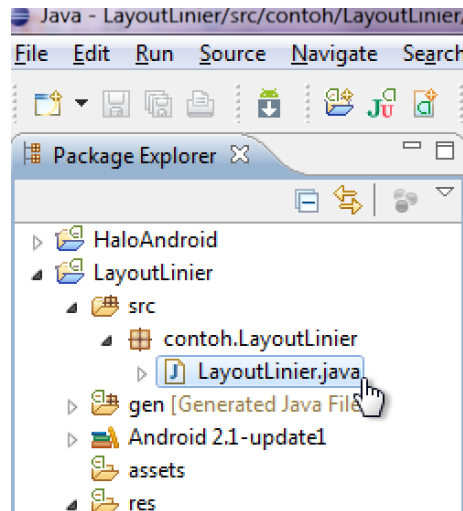 Java - LayoutLinier/src/contoh/LayoutLinier/
File Edit Run Source Navigate Search
Package Explorer
HaloAndroid
LayoutLinier
src
contoh.LayoutLinier
LayoutLinier.java
gen [Generated Java File
Android 2.1-update1
assets
res